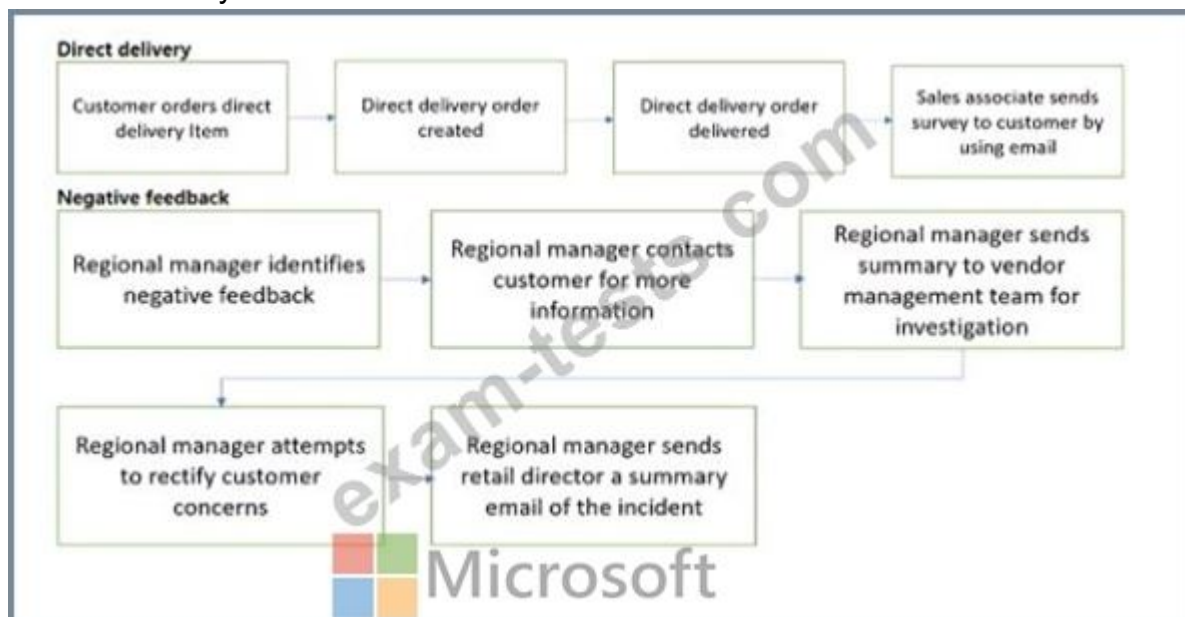 Direct delivery
Customer orders direct
delivery Item
Direct delivery order
created
Direct delivery order
delivered
Sales associate sends
survey to customer by
using email
Negative feedback
Regional manager identifies
negative feedback
Regional manager contacts
customer for more
information
Regional manager sends
summary to vendor
management team for
investigation
Regional manager attempts
to rectify customer
concerns
Regional manager sends
retail director a summary
email of the incident
exam-tests.com
Microsoft